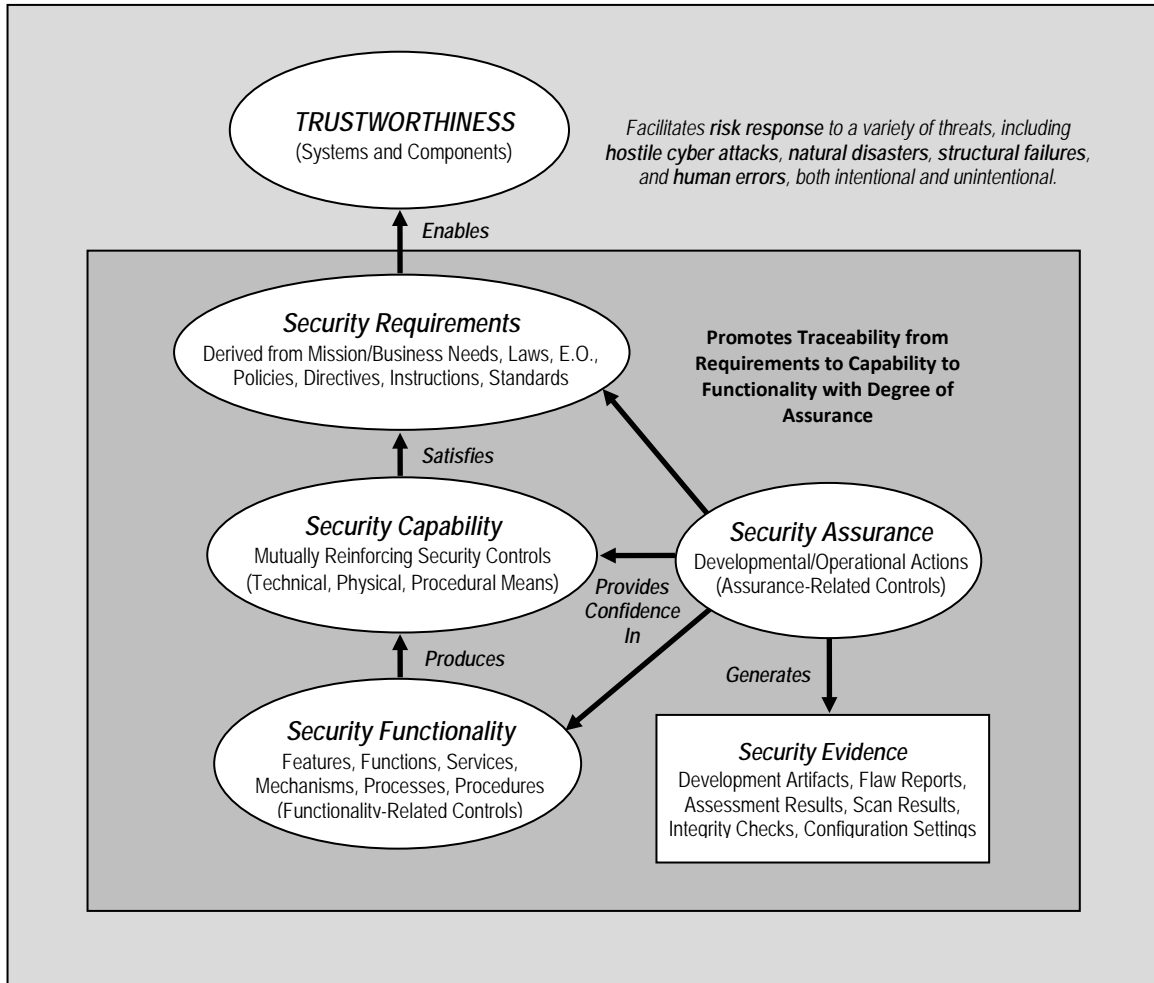 TRUSTWORTHINESS
(Systems and Components)
Facilitates risk response to a variety of threats, including
hostile cyber attacks, natural disasters, structural failures,
and human errors, both intentional and unintentional.
Enables
Security Requirements
Derived from Mission/Business Needs, Laws, E.O.,
Policies, Directives, Instructions, Standards
Promotes Traceability from
Requirements to Capability to
Functionality with Degree of
Assurance
Satisfies
Security Capability
Mutually Reinforcing Security Controls
(Technical, Physical, Procedural Means)
Security Assurance
Developmental/Operational Actions
(Assurance-Related Controls)
Provides
Confidence
In
Produces
Generates
Security Functionality
Features, Functions, Services,
Mechanisms, Processes, Procedures
(Functionality-Related Controls)
Security Evidence
Development Artifacts, Flaw Reports,
Assessment Results, Scan Results,
Integrity Checks, Configuration Settings